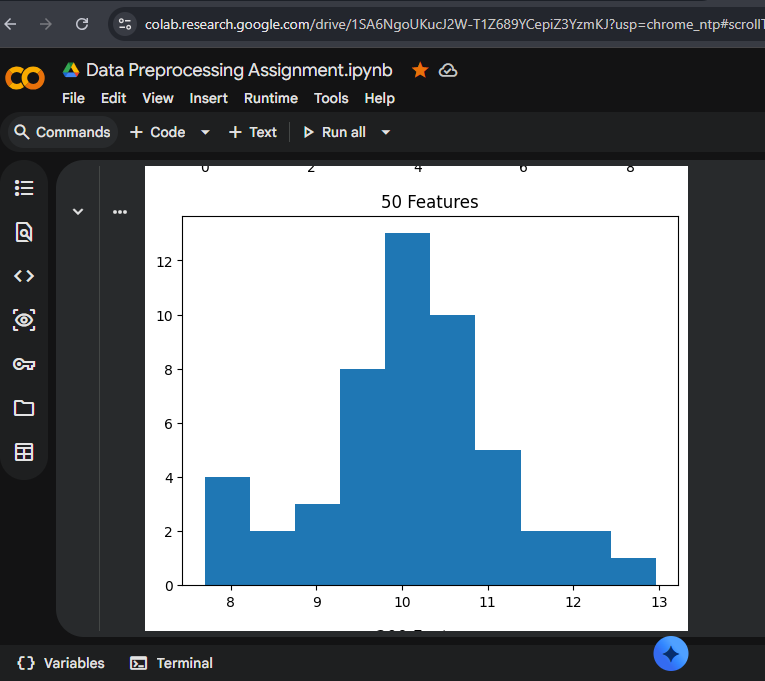 colab.research.google.com/drive/1SA6NgoUKucJ2W-T1Z689YCepiZ3YzmKJ?usp=chrome_ntp#scrollT
Data Preprocessing Assignment.ipynb
File Edit View Insert Runtime Tools Help
Commands + Code + Text Run all
0 2 4 6 8
50 Features
12
10
8
6
4
2
0
8 9 10 11 12 13
Variables Terminal